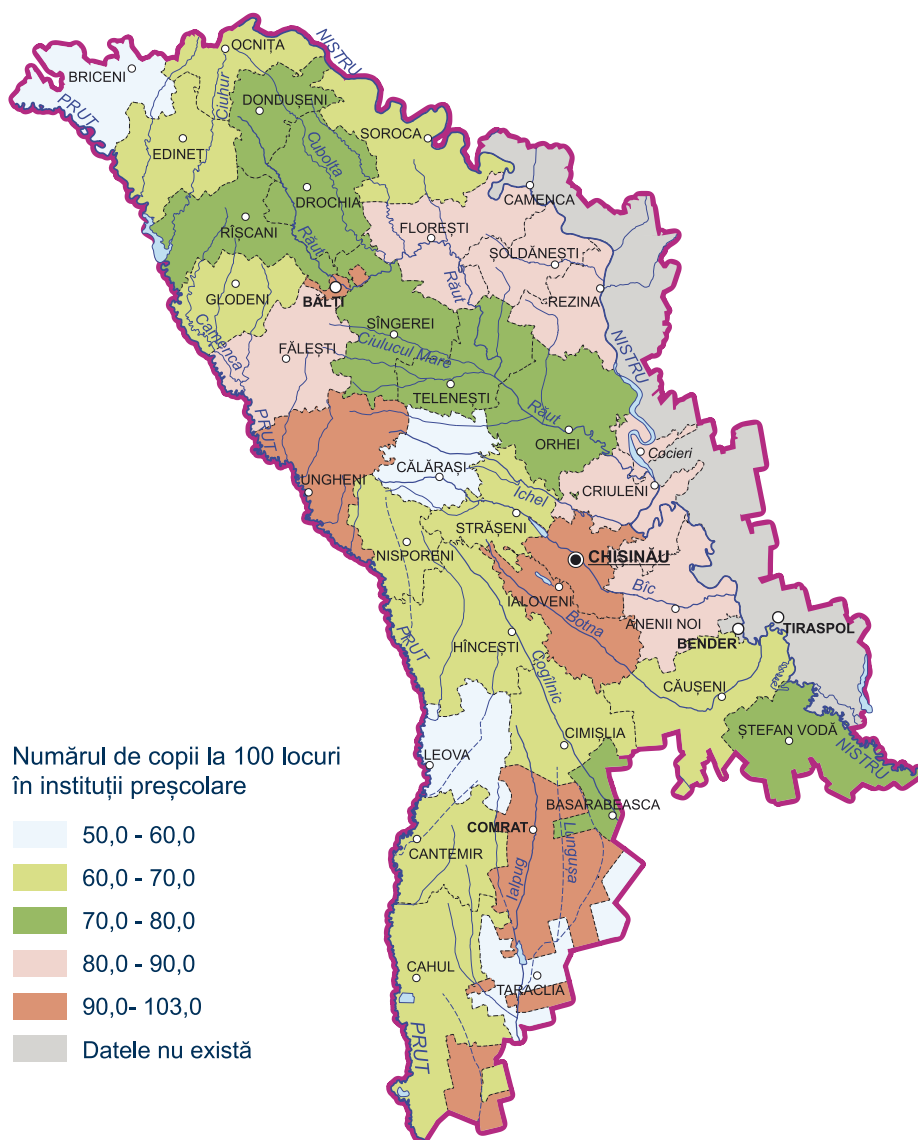 OCNIȚA
NISTRU
BRICENI
Ciuhur
DONDUȘENI
PRUT
SOROCA
EDINEȚ
Cubolta
CAMENCA
DROCHIA
FLOREȘTI
RÎȘCANI
ȘOLDĂNEȘTI
Răut
Răut
REZINA
GLODENI
BĂLȚI
SÎNGEREI
NISTRU
Camenca
FĂLEȘTI
Ciulucul Mare
TELENEȘTI
Răut
PRUT
ORHEI
Cocieri
CĂLĂRAȘI
UNGHENI
CRIULENI
Ichel
STRĂȘENI
NISPORENI
CHIȘINĂU
Bîc
IALOVENI
ANENII NOI
Botna
TIRASPOL
BENDER
PRUT
HÎNCEȘTI
Cogîlnic
CĂUȘENI
ȘTEFAN VODĂ
CIMIȘLIA
NISTRU
LEOVA
BASARABEASCA
COMRAT
Lungușa
CANTEMIR
Ialpug
CAHUL
TARACLIA
PRUT
Numărul de copii la 100 locuri
în instituții preșcolare
50,0 - 60,0
60,0 - 70,0
70,0 - 80,0
80,0 - 90,0
90,0- 103,0
Datele nu există